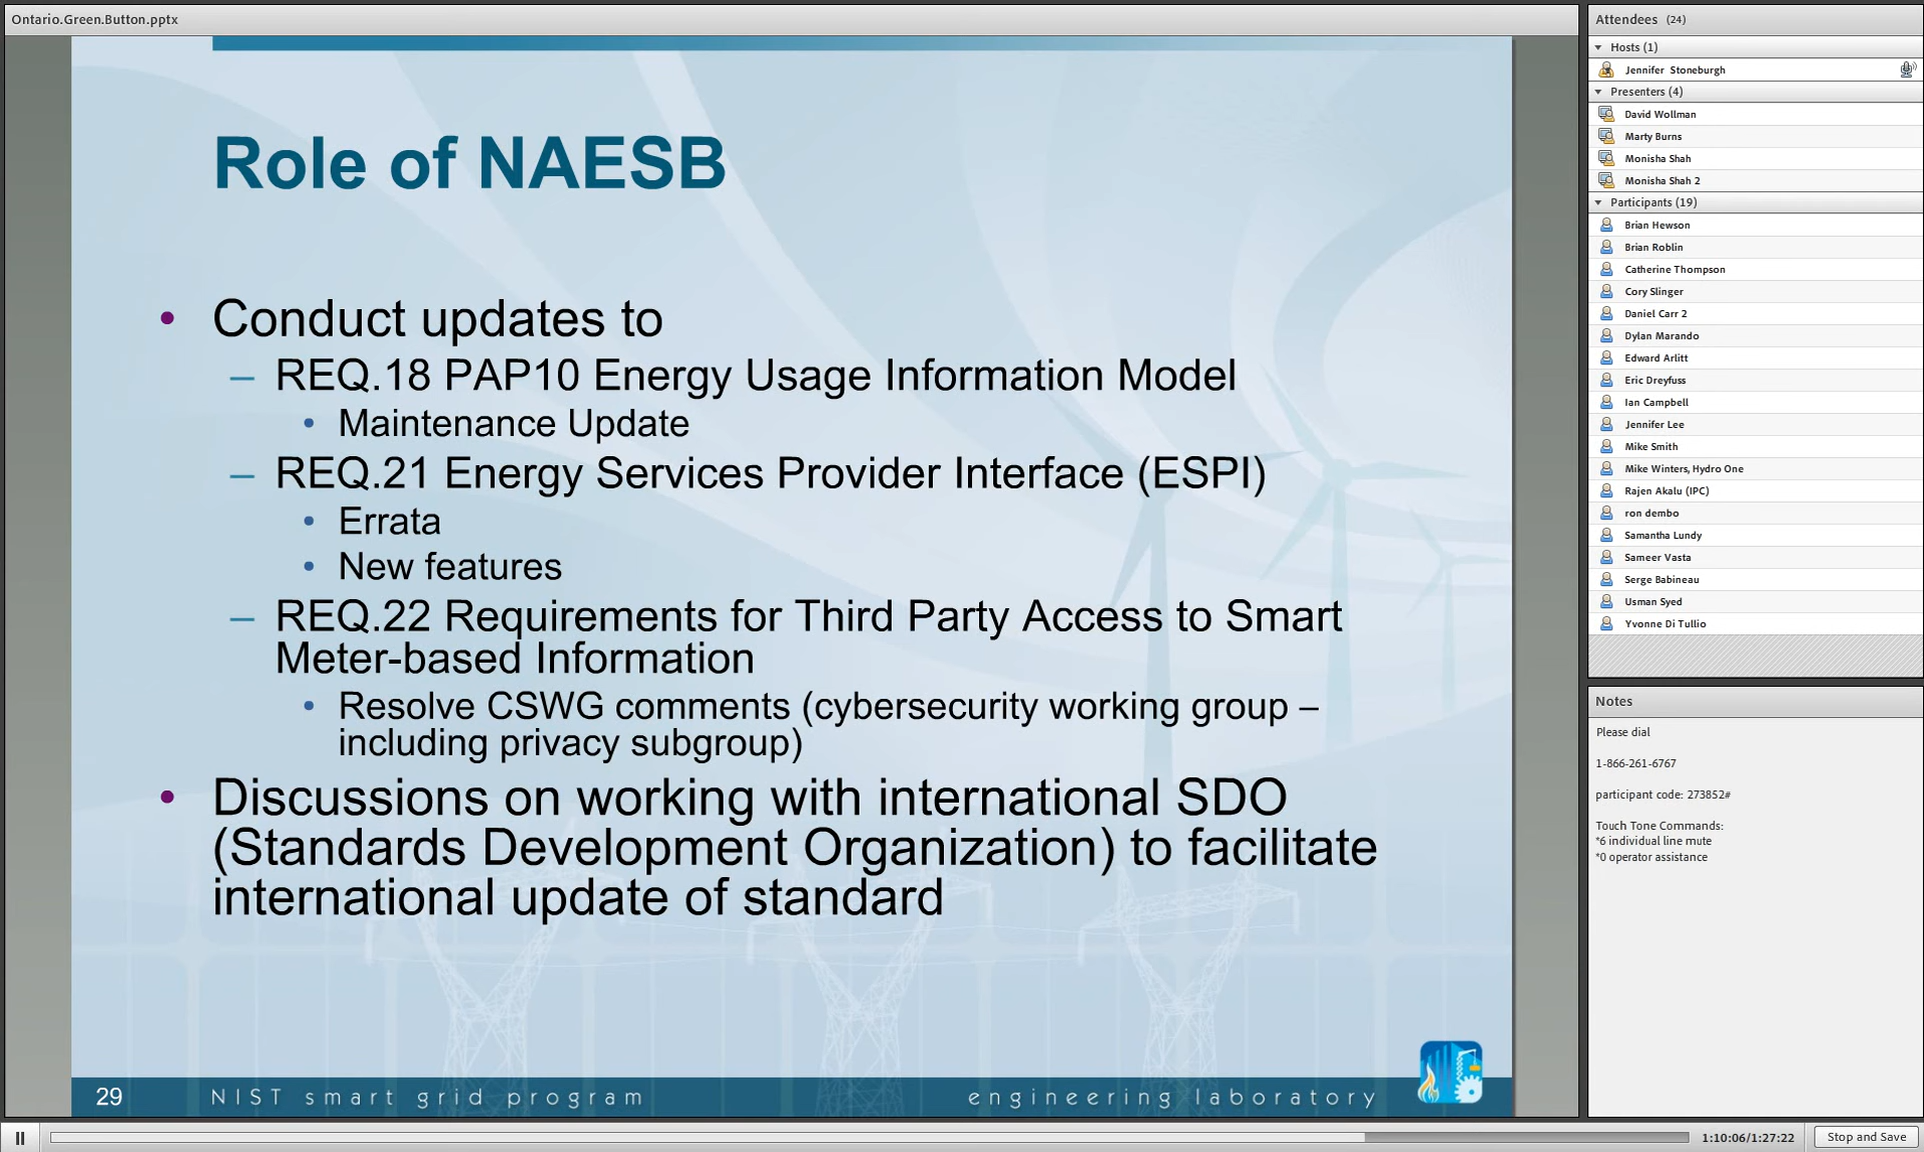 Ontario.Green.Button.pptx
Role of NAESB
• Conduct updates to
– REQ.18 PAP10 Energy Usage Information Model
• Maintenance Update
– REQ.21 Energy Services Provider Interface (ESPI)
• Errata
• New features
– REQ.22 Requirements for Third Party Access to Smart
Meter-based Information
• Resolve CSWG comments (cybersecurity working group –
including privacy subgroup)
• Discussions on working with international SDO
(Standards Development Organization) to facilitate
international update of standard
29 NIST smart grid program engineering laboratory
Attendees (24)
Hosts (1)
Jennifer Stoneburgh
Presenters (4)
David Wollman
Marty Burns
Monisha Shah
Monisha Shah 2
Participants (19)
Brian Hewson
Brian Roblin
Catherine Thompson
Cory Slinger
Daniel Carr 2
Dylan Marando
Edward Arlitt
Eric Dreyfuss
Ian Campbell
Jennifer Lee
Mike Smith
Mike Winters, Hydro One
Rajen Akalu (IPC)
ron dembo
Samantha Lundy
Sameer Vasta
Serge Babineau
Usman Syed
Yvonne Di Tullio
Notes
Please dial
1-866-261-6767
participant code: 273852#
Touch Tone Commands:
*6 individual line mute
*0 operator assistance
1:10:06/1:27:22
Stop and Save